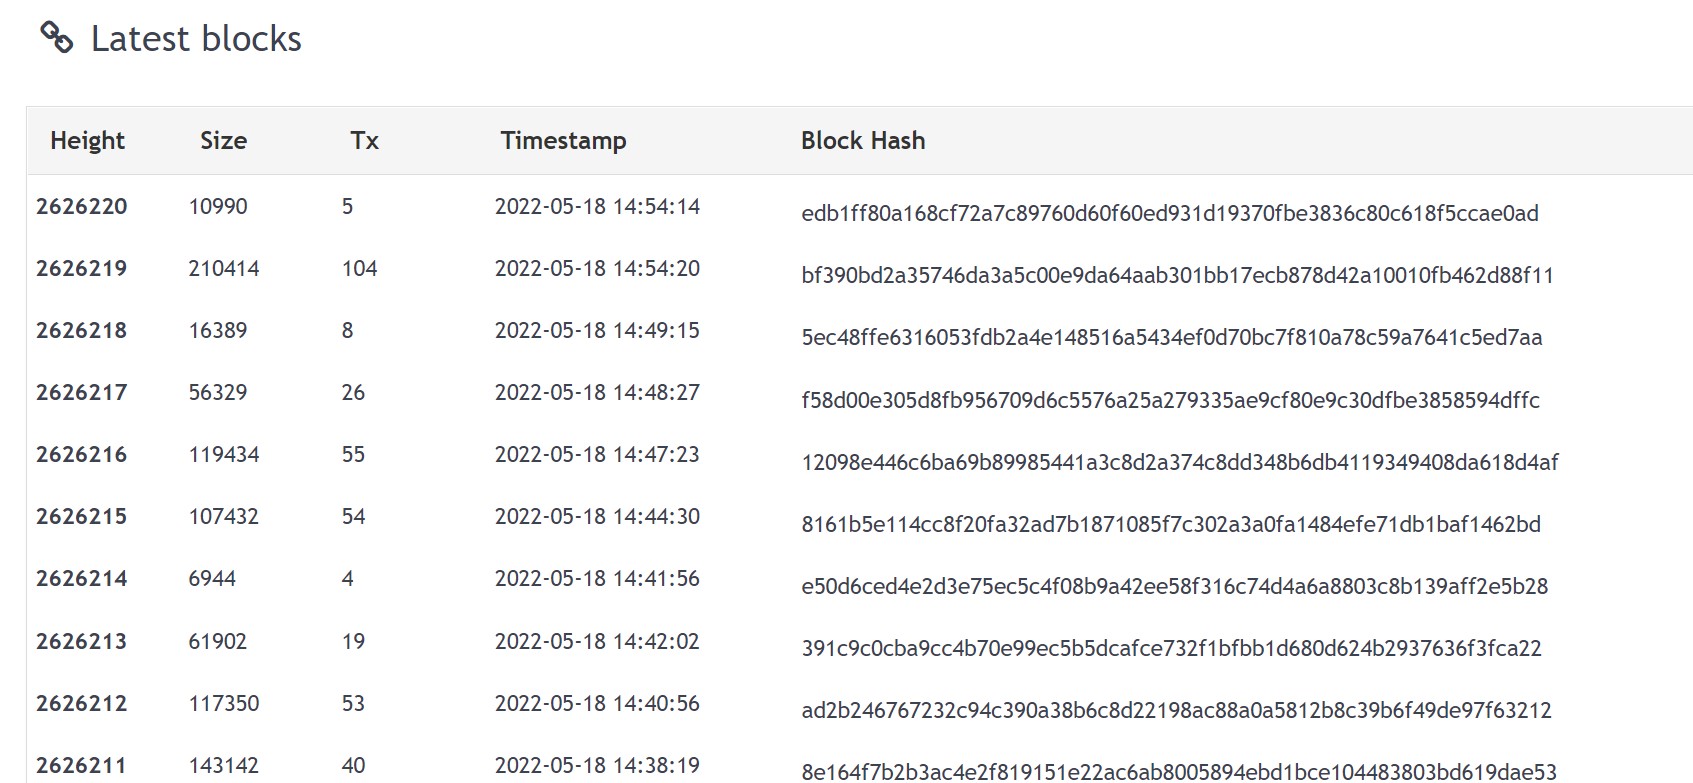 Latest blocks
Height Size Tx Timestamp Block Hash
2626220 10990 5 2022-05-18 14:54:14 edb1ff80a168cf72a7c89760d60f60ed931d19370fbe3836c80c618f5ccae0ad
2626219 210414 104 2022-05-18 14:54:20 bf390bd2a35746da3a5c00e9da64aab301bb17ecb878d42a10010fb462d88f11
2626218 16389 8 2022-05-18 14:49:15 5ec48ffe6316053fdb2a4e148516a5434ef0d70bc7f810a78c59a7641c5ed7aa
2626217 56329 26 2022-05-18 14:48:27 f58d00e305d8fb956709d6c5576a25a279335ae9cf80e9c30dfbe3858594dffc
2626216 119434 55 2022-05-18 14:47:23 12098e446c6ba69b89985441a3c8d2a374c8dd348b6db4119349408da618d4af
2626215 107432 54 2022-05-18 14:44:30 8161b5e114cc8f20fa32ad7b1871085f7c302a3a0fa1484efe71db1baf1462bd
2626214 6944 4 2022-05-18 14:41:56 e50d6ced4e2d3e75ec5c4f08b9a42ee58f316c74d4a6a8803c8b139aff2e5b28
2626213 61902 19 2022-05-18 14:42:02 391c9c0cba9cc4b70e99ec5b5dcafce732f1bfbb1d680d624b2937636f3fca22
2626212 117350 53 2022-05-18 14:40:56 ad2b246767232c94c390a38b6c8d22198ac88a0a5812b8c39b6f49de97f63212
2626211 143142 40 2022-05-18 14:38:19 8e164f7b2b3ac4e2f819151e22ac6ab8005894ebd1bce104483803bd619dae53